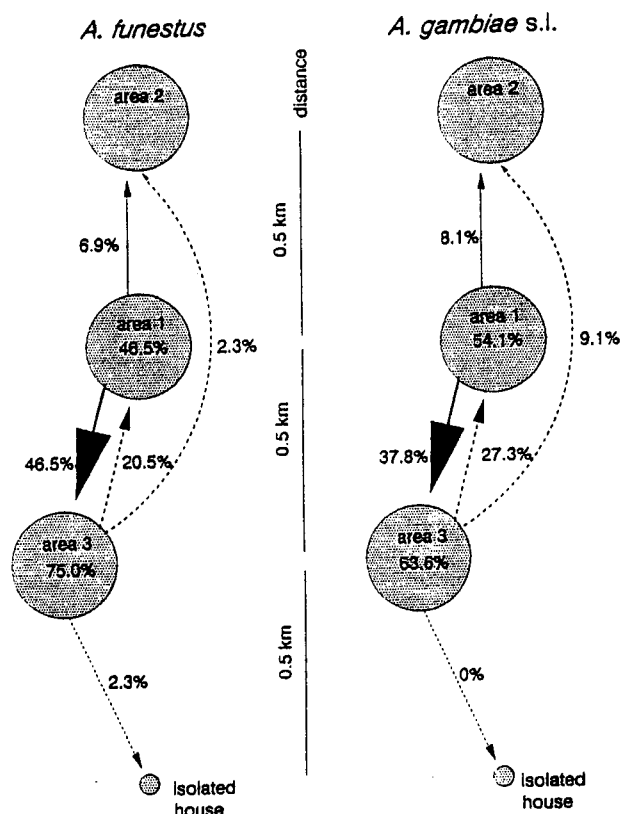 A. funestus
A. gambiae s.l.
distance
area 2
area 2
0.5 km
6.9%
8.1%
area 1
46.5%
2.3%
area 1
54.1%
9.1%
0.5 km
46.5%
20.5%
37.8%
27.3%
area 3
75.0%
area 3
63.6%
0.5 km
2.3%
0%
isolated
house
isolated
house